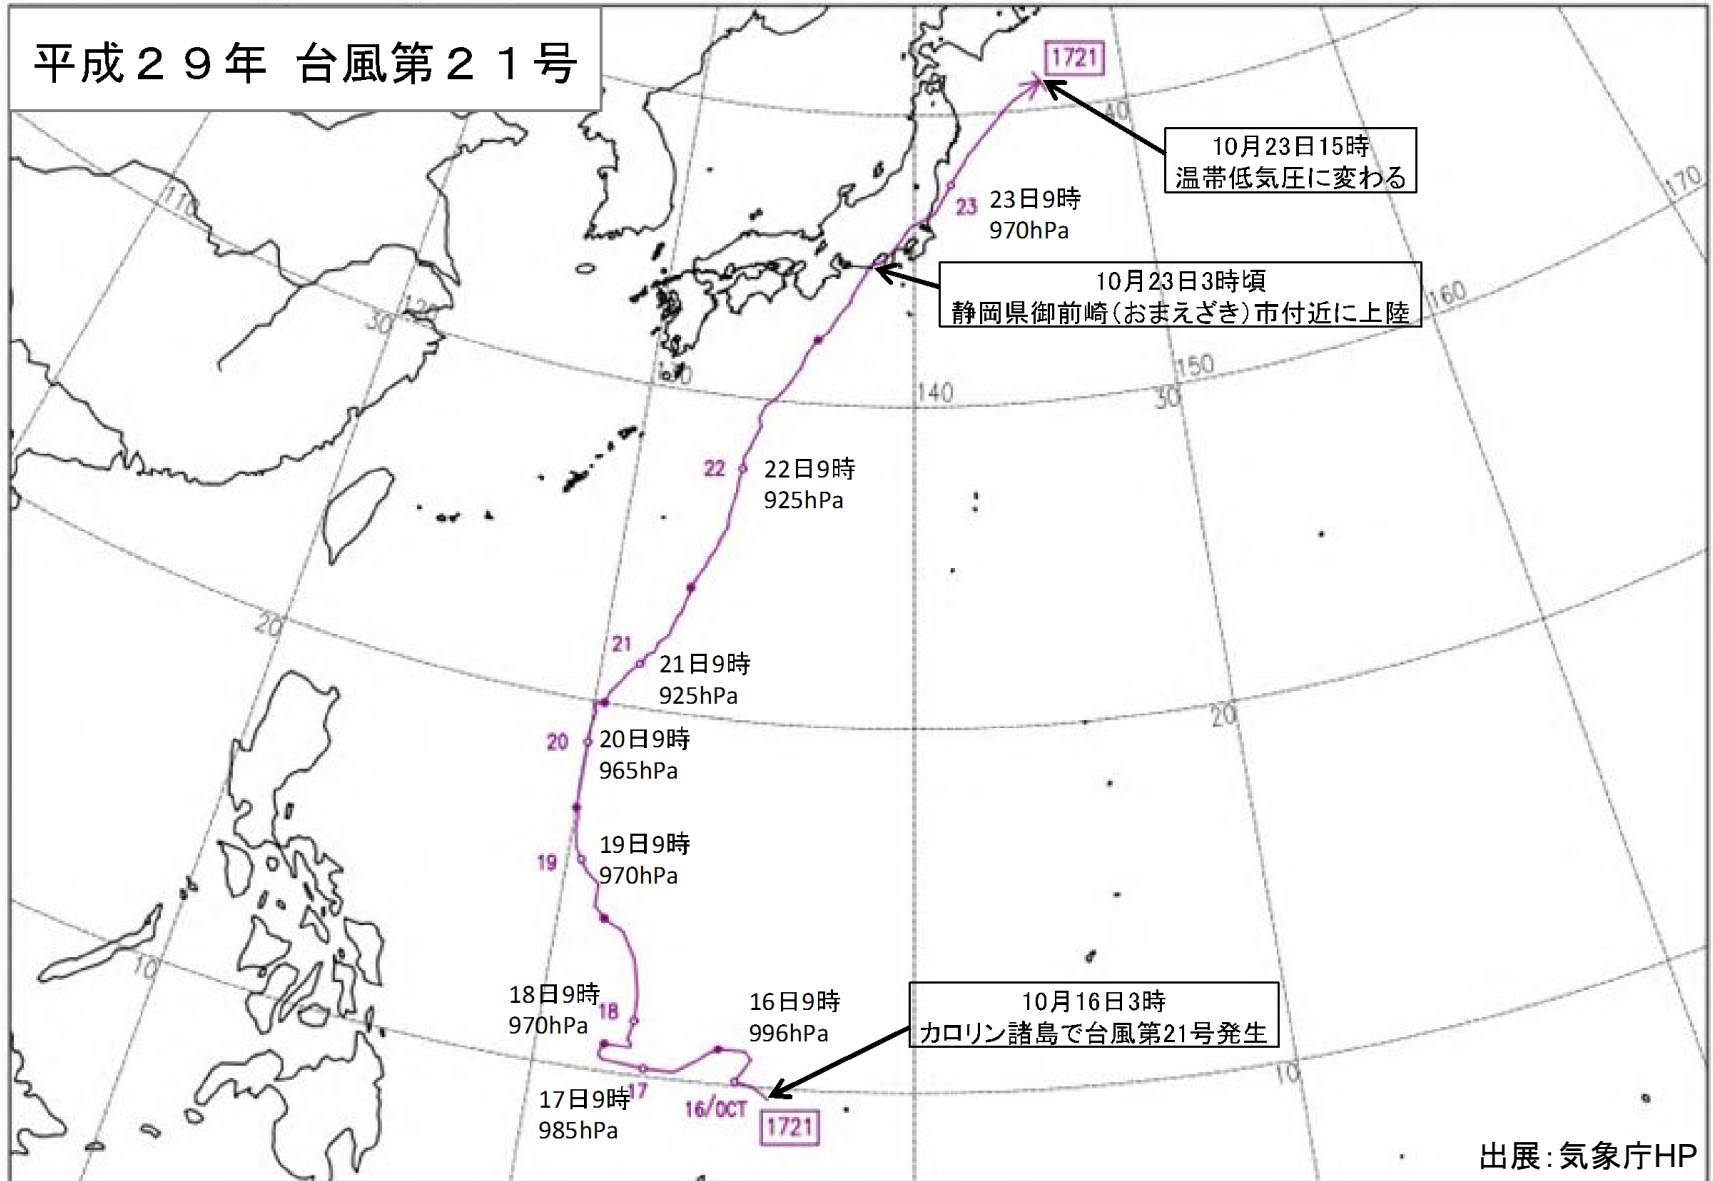 平成２９年 台風第２１号
1721
10月23日15時
温帯低気圧に変わる
40
170
110
23
23日9時
970hPa
10月23日3時頃
静岡県御前崎（おまえざき）市付近に上陸
160
120
30
130
140
150
30
22
22日9時
925hPa
20
21
21日9時
925hPa
20
20
20日9時
965hPa
19
19日9時
970hPa
10
18日9時
970hPa
18
16日9時
996hPa
10月16日3時
カロリン諸島で台風第21号発生
10
17
17日9時
985hPa
16/OCT
1721
出展：気象庁HP